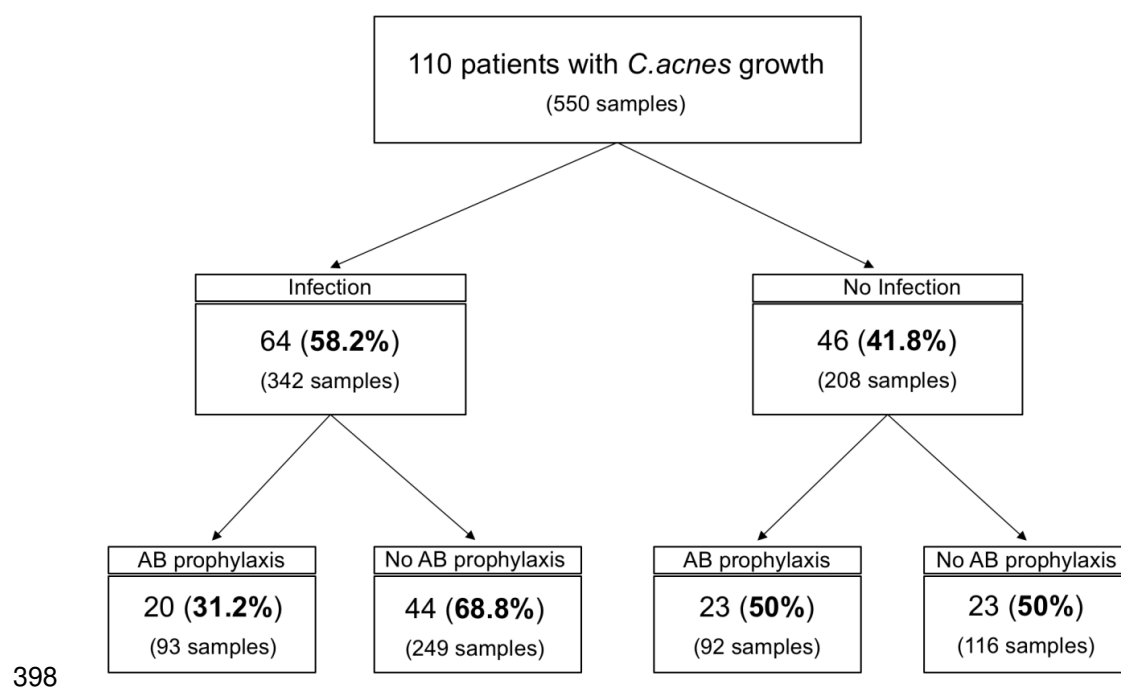 110 patients with C.acnes growth
(550 samples)
Infection
64 (58.2%)
(342 samples)
No Infection
46 (41.8%)
(208 samples)
AB prophylaxis
20 (31.2%)
(93 samples)
No AB prophylaxis
44 (68.8%)
(249 samples)
AB prophylaxis
23 (50%)
(92 samples)
No AB prophylaxis
23 (50%)
(116 samples)
398